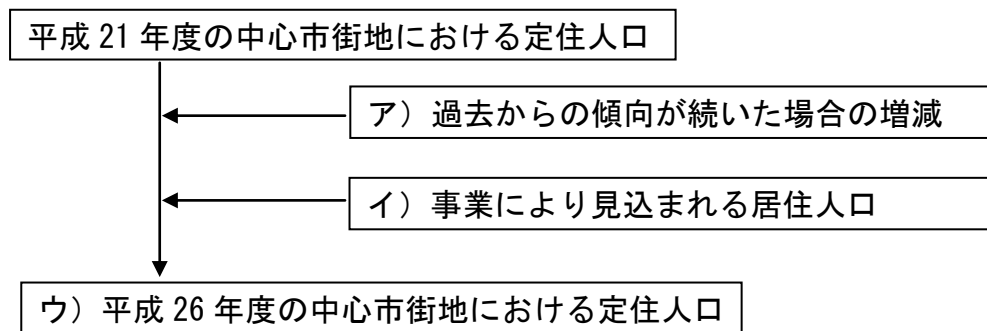 平成 21 年度の中心市街地における定住人口
ア）過去からの傾向が続いた場合の増減
イ）事業により見込まれる居住人口
ウ）平成 26 年度の中心市街地における定住人口